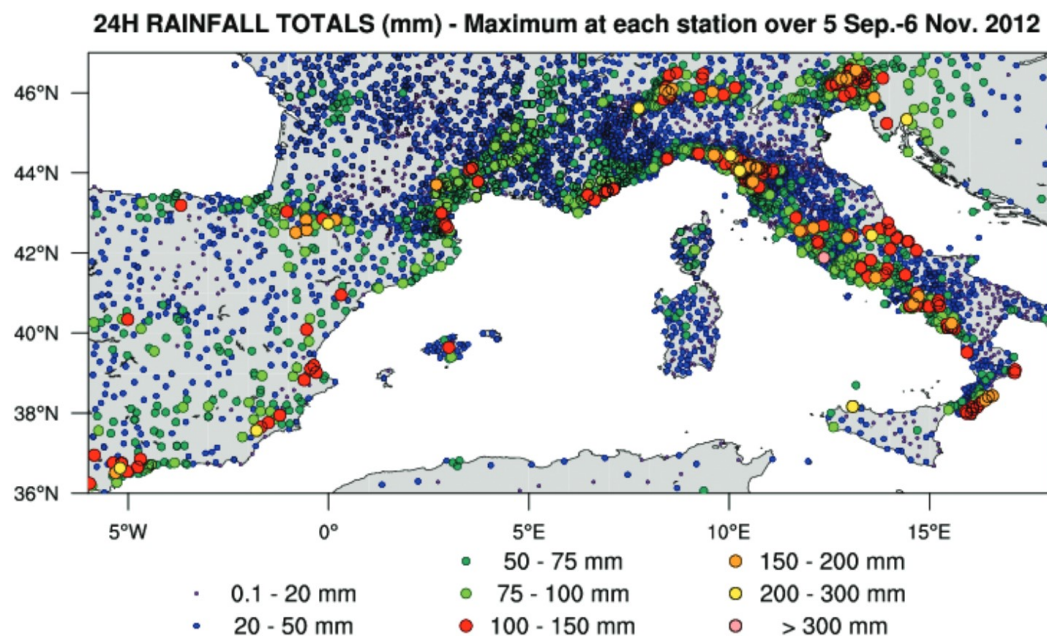 24H RAINFALL TOTALS (mm) - Maximum at each station over 5 Sep.-6 Nov. 2012
46°N
44°N
42°N
40°N
38°N
36°N
5°W 0° 5°E 10°E 15°E
50 - 75 mm 150 - 200 mm
0.1 - 20 mm 75 - 100 mm 200 - 300 mm
20 - 50 mm 100 - 150 mm > 300 mm